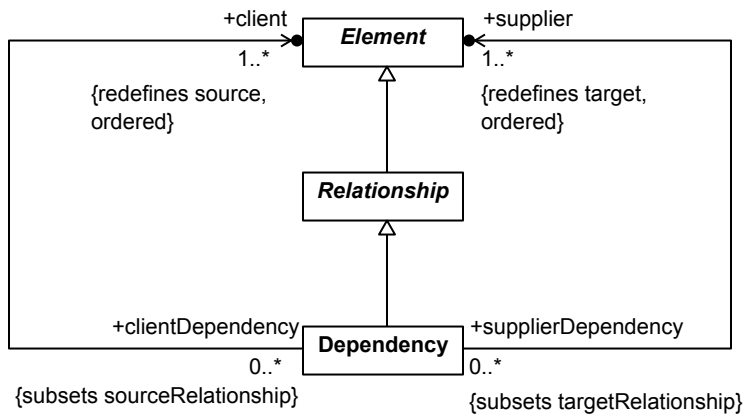 +client
Element
+supplier
1..*
1..*
{redefines source,
ordered}
{redefines target,
ordered}
Relationship
+clientDependency
Dependency
+supplierDependency
0..*
0..*
{subsets sourceRelationship}
{subsets targetRelationship}